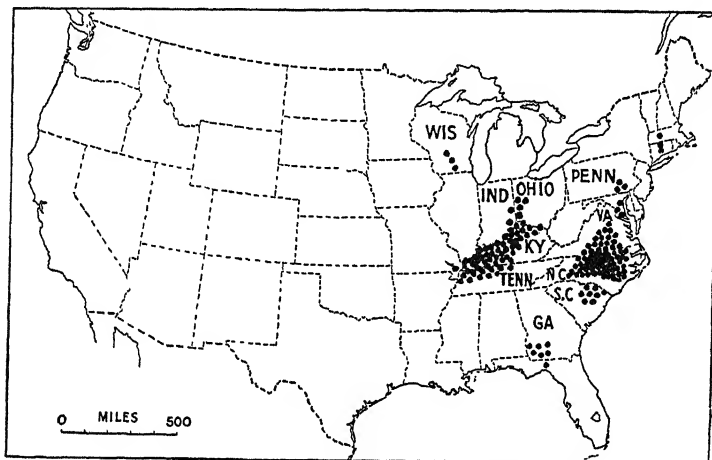 WIS
PENN
IND
OHIO
VA
KY
N.C
TENN
S.C
GA
0 MILES 500